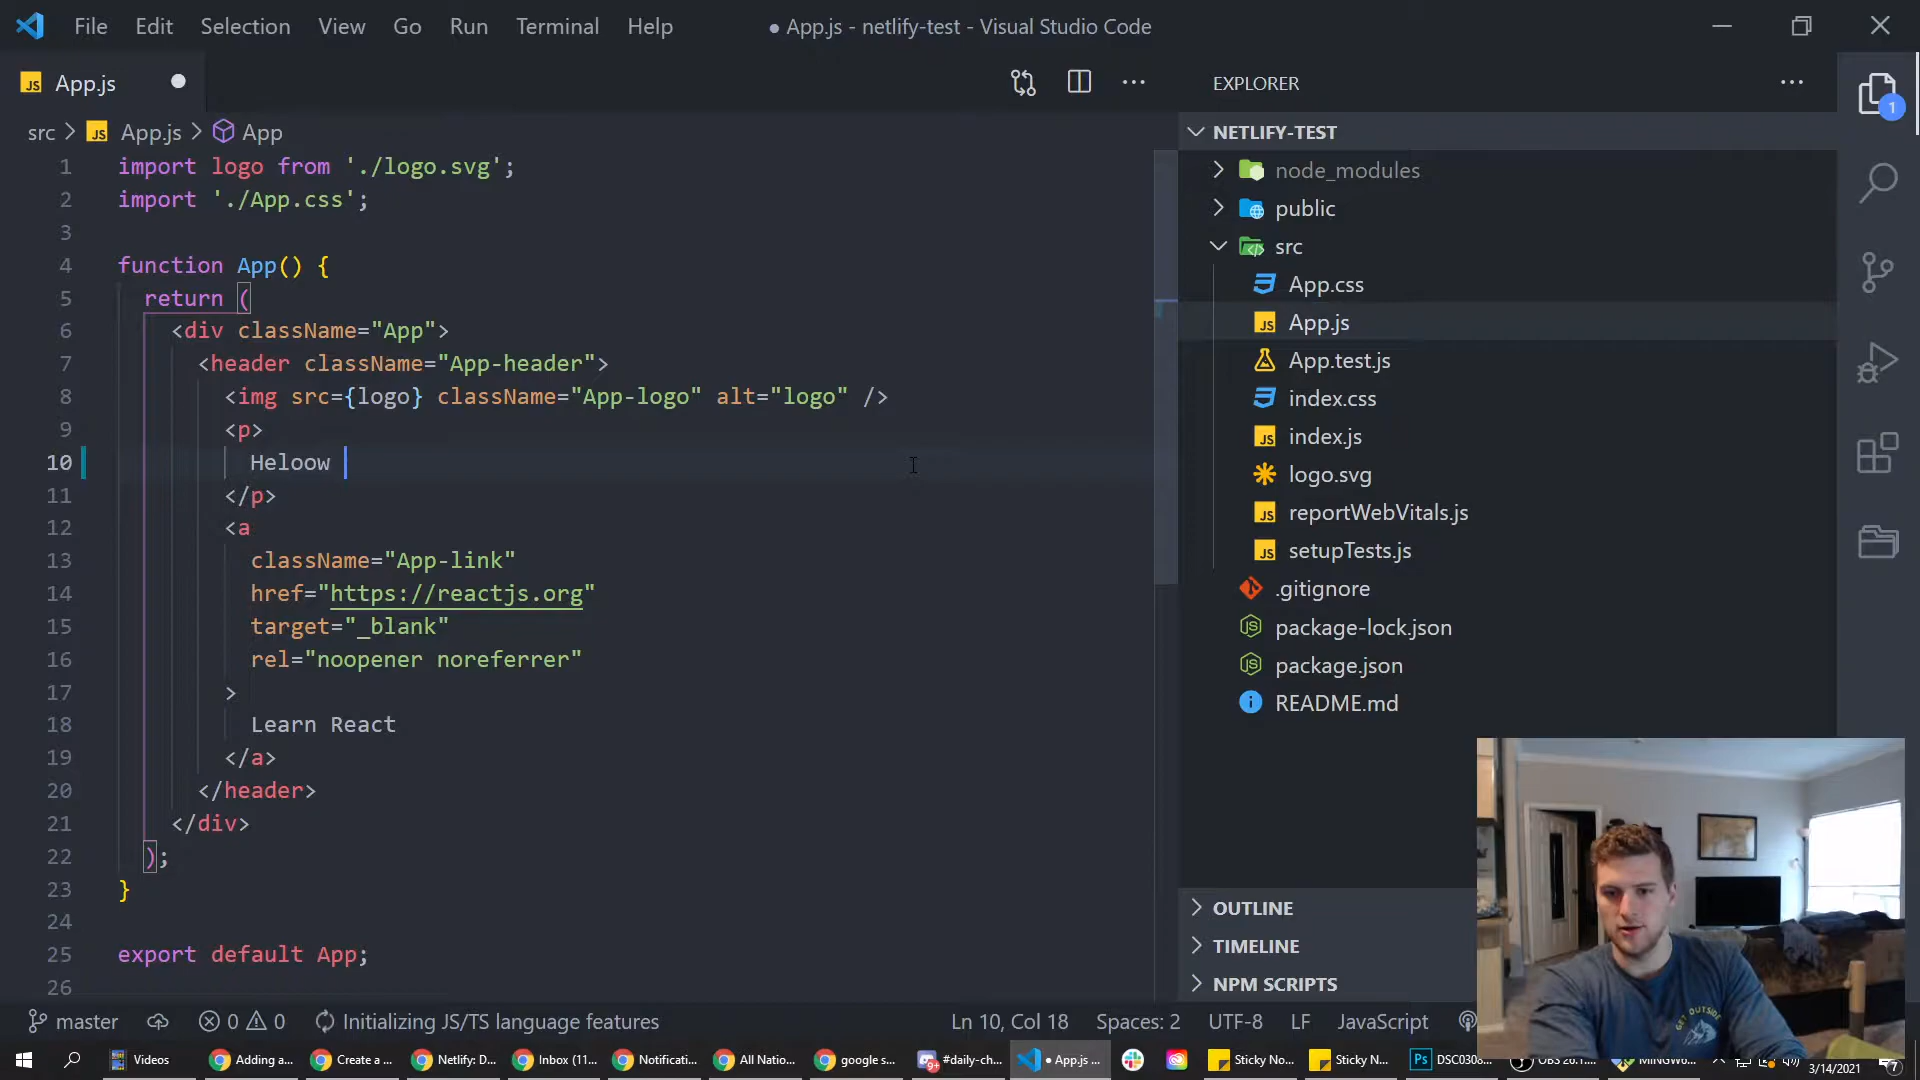 File Edit Selection View Go Run Terminal Help
● App.js - netlify-test - Visual Studio Code
App.js
EXPLORER
src > App.js > App
NETLIFY-TEST
1 import logo from './logo.svg';
2 import './App.css';
3
4 function App() {
5 return (
6 <div className="App">
7 <header className="App-header">
8 <img src={logo} className="App-logo" alt="logo" />
9 <p>
10 Heloow
11 </p>
12 <a
13 className="App-link"
14 href="https://reactjs.org"
15 target="_blank"
16 rel="noopener noreferrer"
17 >
18 Learn React
19 </a>
20 </header>
21 </div>
22 );
23 }
24
25 export default App;
26
node_modules
public
src
App.css
App.js
App.test.js
index.css
index.js
logo.svg
reportWebVitals.js
setupTests.js
.gitignore
package-lock.json
package.json
README.md
OUTLINE
TIMELINE
NPM SCRIPTS
1
GET OUTSIDE
master 0 0 Initializing JS/TS language features
Ln 10, Col 18 Spaces: 2 UTF-8 LF JavaScript
Videos Adding a... Create a ... Netlify: D... Inbox (11... Notificati... All Natio... google s... #daily-ch... ● App.js ... Sticky No... Sticky N... DSC0308... OBS 26.1... MINGW6...
3/14/2021
7